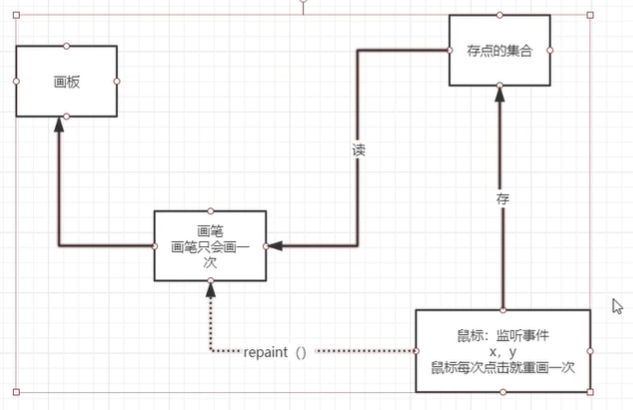 画板
存点的集合
读
存
画笔
画笔只会画一
次
repaint（）
鼠标：监听事件
x，y
鼠标每次点击就重画一次